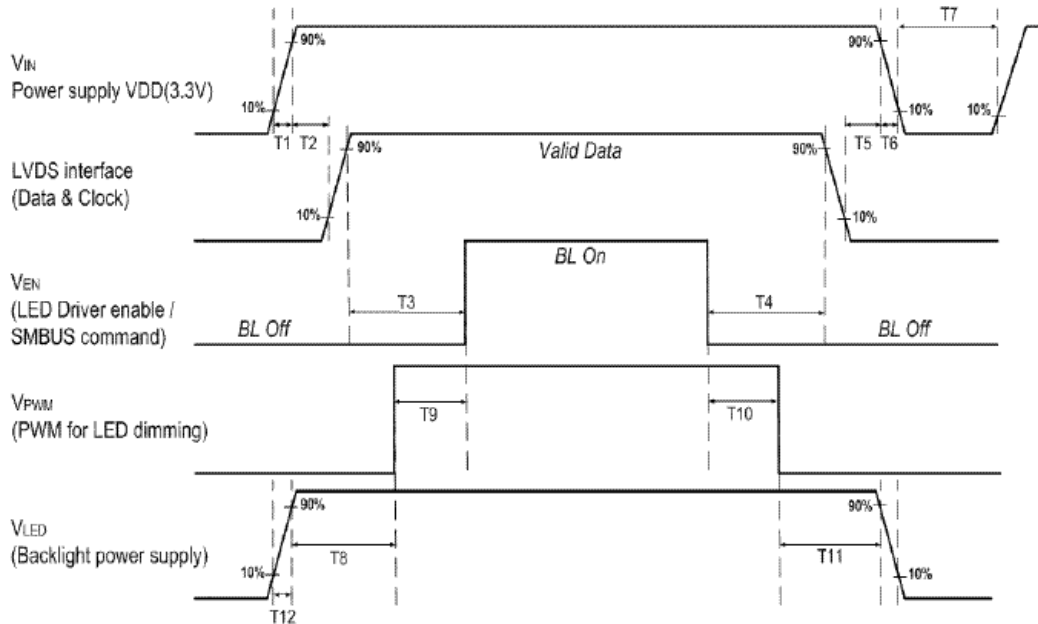 T7
90%
90%
VIN
Power supply VDD(3.3V)
10%
10%
10%
T1
T2
T5
T6
LVDS interface
(Data & Clock)
90%
Valid Data
90%
10%
10%
VEN
(LED Driver enable /
SMBUS command)
BL On
T3
T4
BL Off
BL Off
VPWM
(PWM for LED dimming)
T9
T10
VLED
(Backlight power supply)
90%
90%
T8
T11
10%
10%
T12